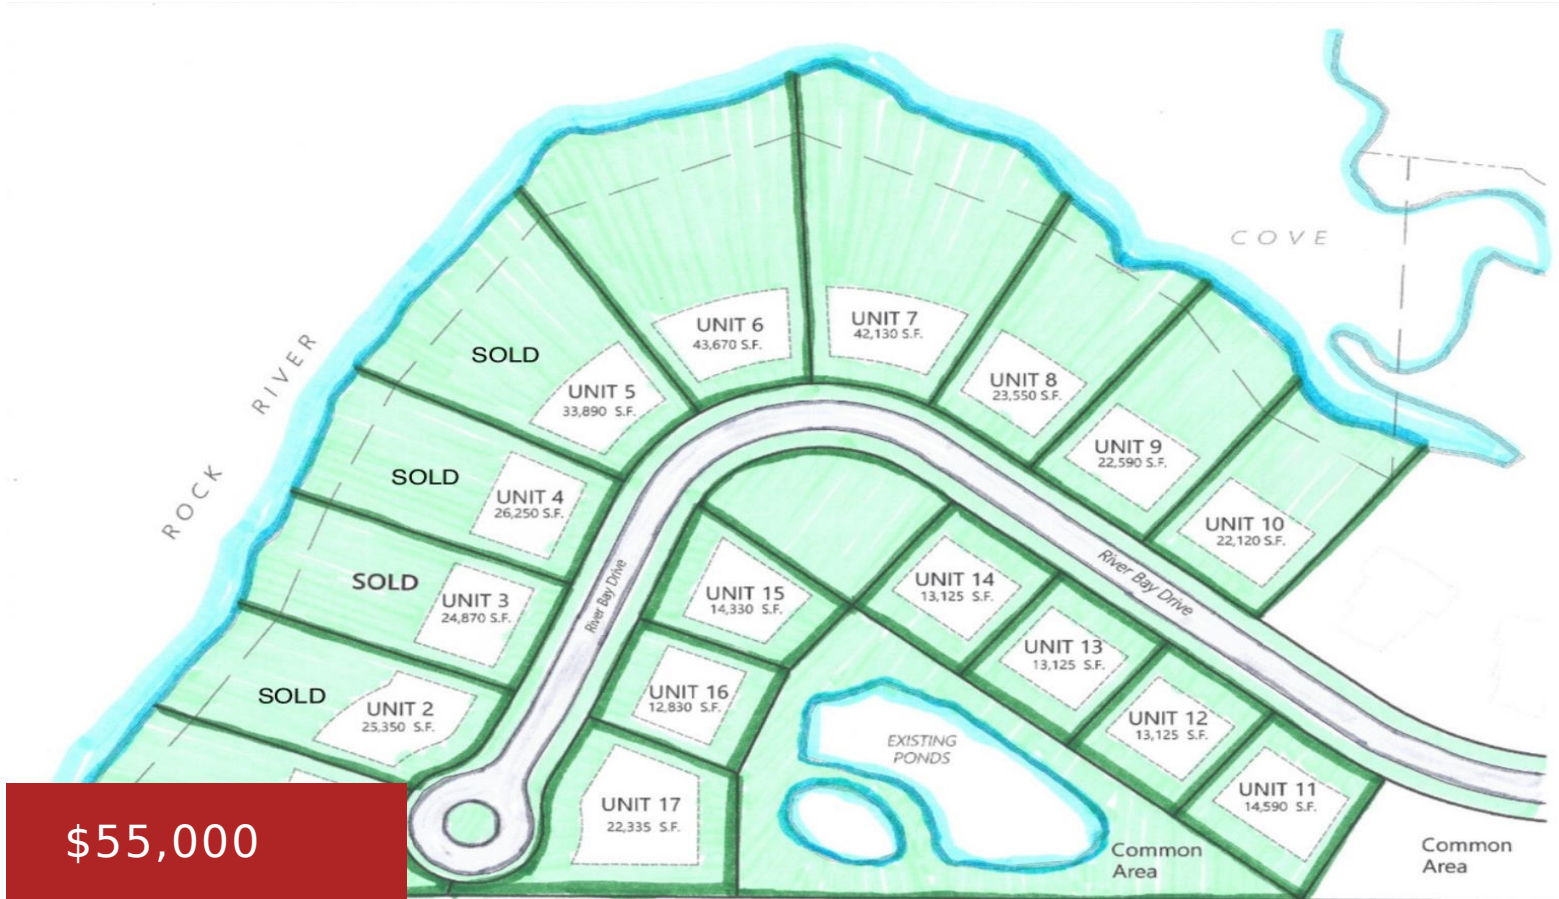 COVE
ROCK RIVER
UNIT 6
43,670 S.F.
UNIT 7
42,130 S.F.
SOLD
UNIT 5
33,890 S.F.
UNIT 8
23,550 S.F.
UNIT 9
22,590 S.F.
SOLD
UNIT 4
26,250 S.F.
UNIT 10
22,120 S.F.
SOLD
UNIT 3
24,870 S.F.
River Bay Drive
UNIT 15
14,330 S.F.
UNIT 14
13,125 S.F.
River Bay Drive
UNIT 13
13,125 S.F.
SOLD
UNIT 2
25,350 S.F.
UNIT 16
12,830 S.F.
UNIT 12
13,125 S.F.
EXISTING
PONDS
UNIT 11
14,590 S.F.
UNIT 17
22,335 S.F.
Common
Area
Common
Area
$55,000